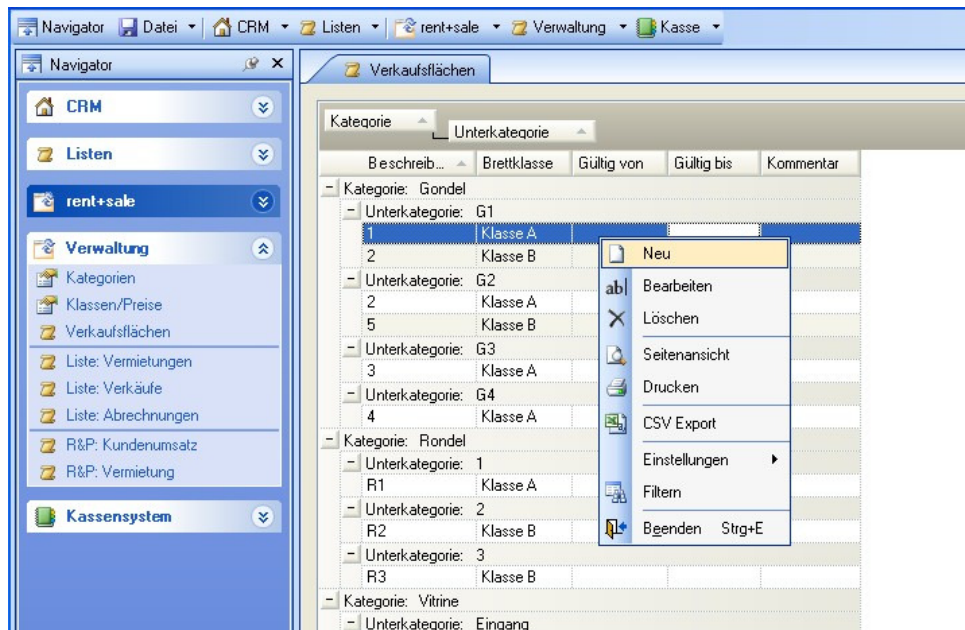 Navigator Datei CRM Listen rent+sale Verwaltung Kasse
Navigator
CRM
Listen
rent+sale
Verwaltung
Kategorien
Klassen/Preise
Verkaufsflächen
Liste: Vermietungen
Liste: Verkäufe
Liste: Abrechnungen
R&P: Kundenumsatz
R&P: Vermietung
Kassensystem
Verkaufsflächen
Kategorie
Unterkategorie
Beschreib... Brettklasse Gültig von Gültig bis Kommentar
Kategorie: Gondel
Unterkategorie: G1
1 Klasse A
2 Klasse B
Unterkategorie: G2
2 Klasse A
5 Klasse B
Unterkategorie: G3
3 Klasse A
Unterkategorie: G4
4 Klasse A
Kategorie: Rondel
Unterkategorie: 1
R1 Klasse A
Unterkategorie: 2
R2 Klasse B
Unterkategorie: 3
R3 Klasse B
Kategorie: Vitrine
Unterkategorie: Eingang
Neu
ab| Bearbeiten
Löschen
Seitenansicht
Drucken
CSV Export
Einstellungen
Filtern
Beenden Strg+E